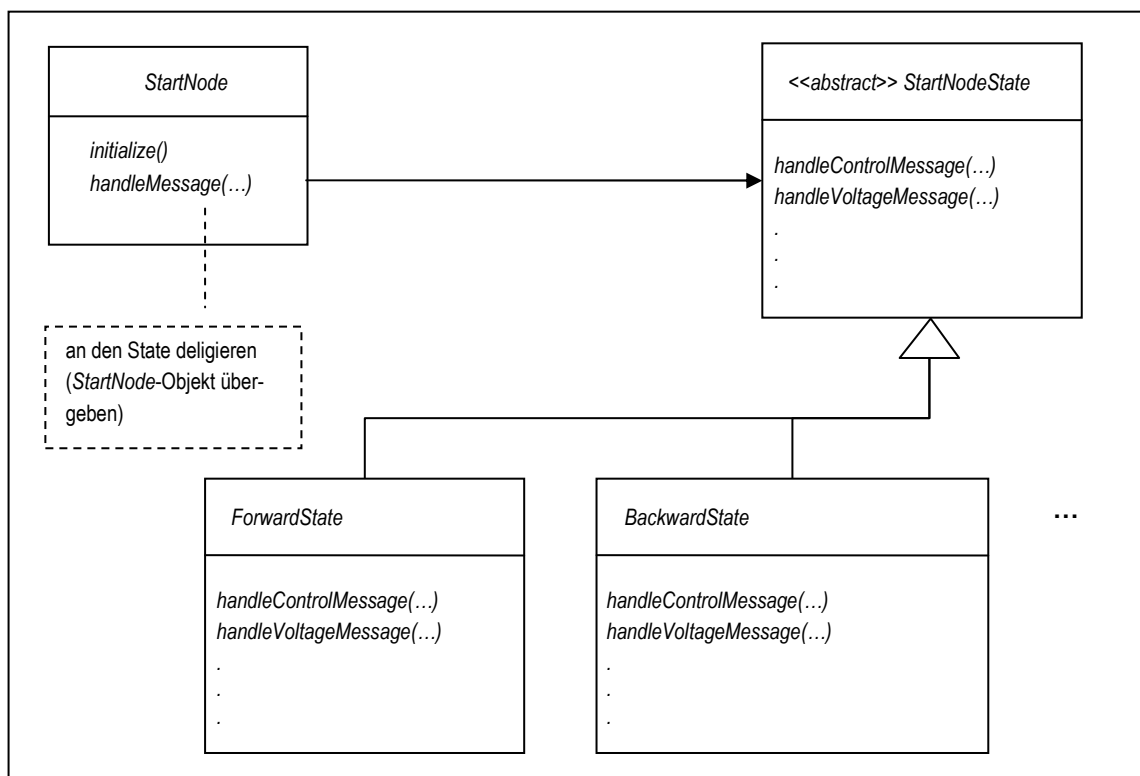 StartNode
initialize()
handleMessage(…)
<<abstract>> StartNodeState
handleControlMessage(…)
handleVoltageMessage(…)
.
.
.
an den State deligieren
(StartNode-Objekt über-
geben)
ForwardState
handleControlMessage(…)
handleVoltageMessage(…)
.
.
.
BackwardState
handleControlMessage(…)
handleVoltageMessage(…)
.
.
.
…